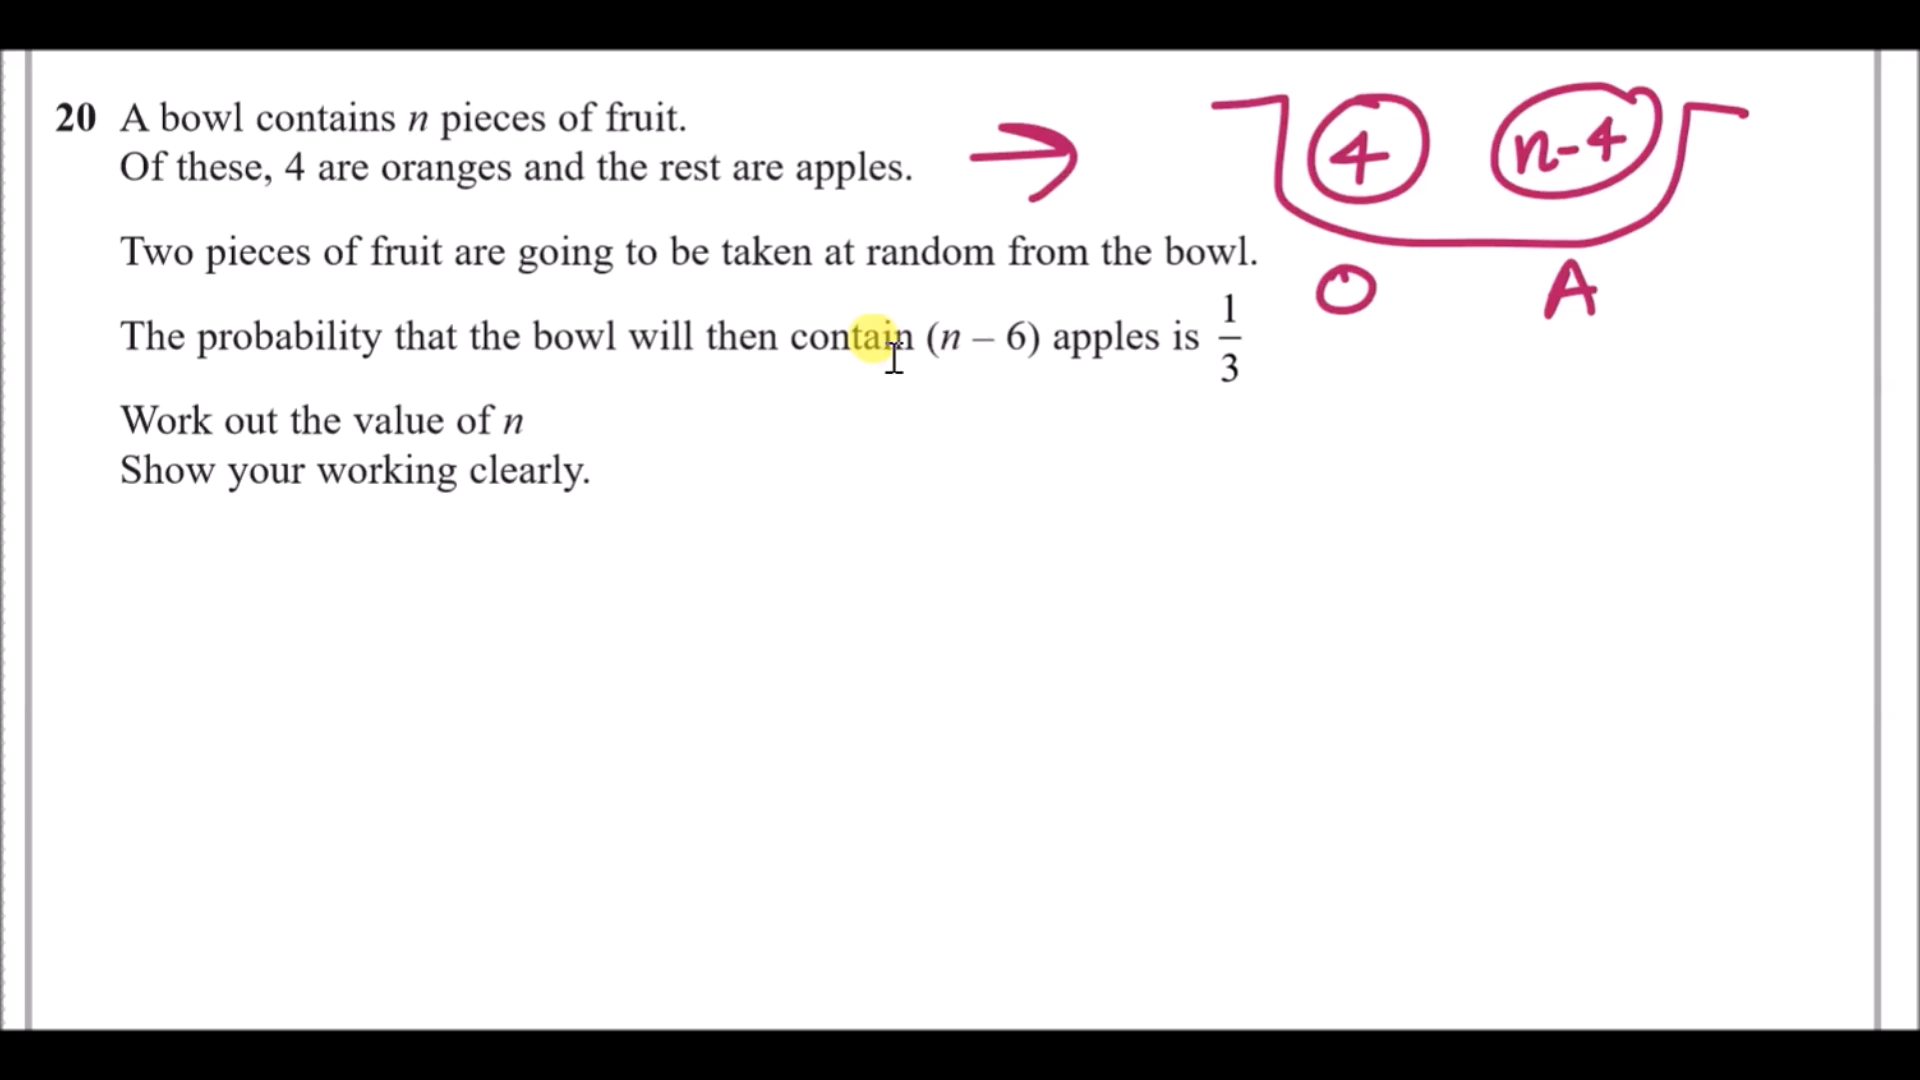 20 A bowl contains n pieces of fruit.
Of these, 4 are oranges and the rest are apples.
4 n-4
Two pieces of fruit are going to be taken at random from the bowl.
O A
The probability that the bowl will then contain (n – 6) apples is 1/3
Work out the value of n
Show your working clearly.